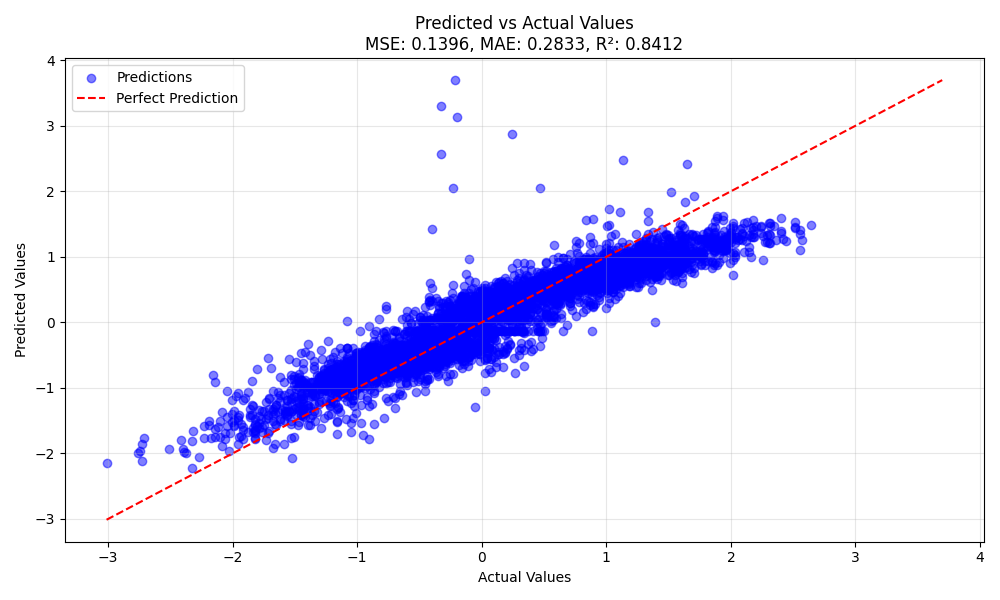 Predicted vs Actual Values
MSE: 0.1396, MAE: 0.2833, R²: 0.8412
Predictions
Perfect Prediction
Predicted Values
4
3
2
1
0
−1
−2
−3
−3 −2 −1 0 1 2 3 4
Actual Values